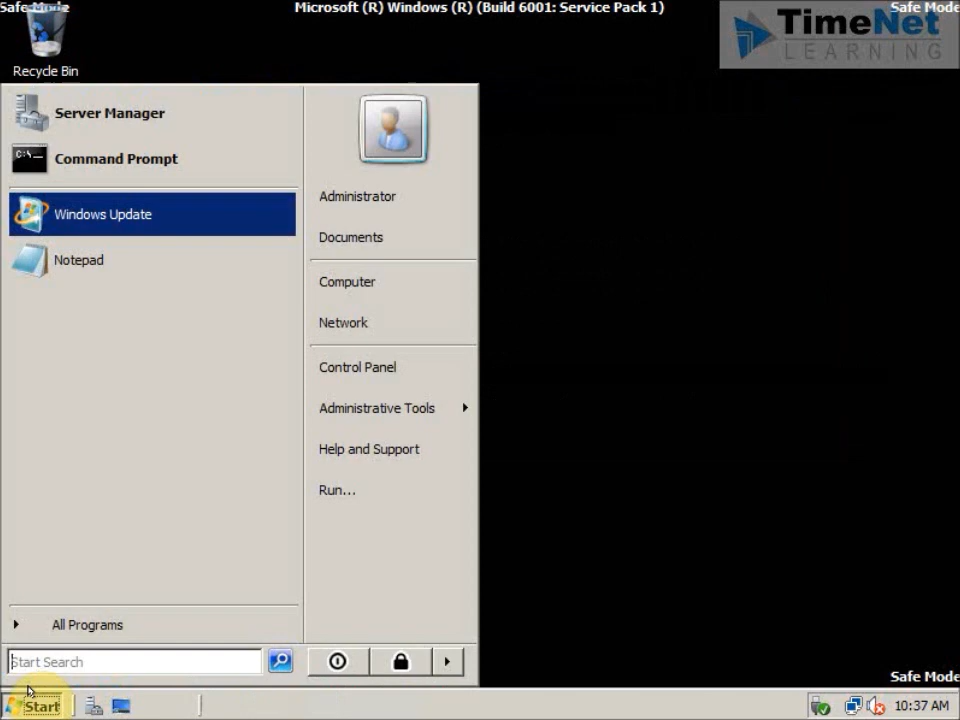 Safe Mode
Microsoft (R) Windows (R) (Build 6001: Service Pack 1)
Safe Mode
TimeNet
LEARNING
Recycle Bin
Server Manager
C:\_
Command Prompt
Windows Update
Notepad
Administrator
Documents
Computer
Network
Control Panel
Administrative Tools
Help and Support
Run...
All Programs
Start Search
Safe Mode
Start
10:37 AM